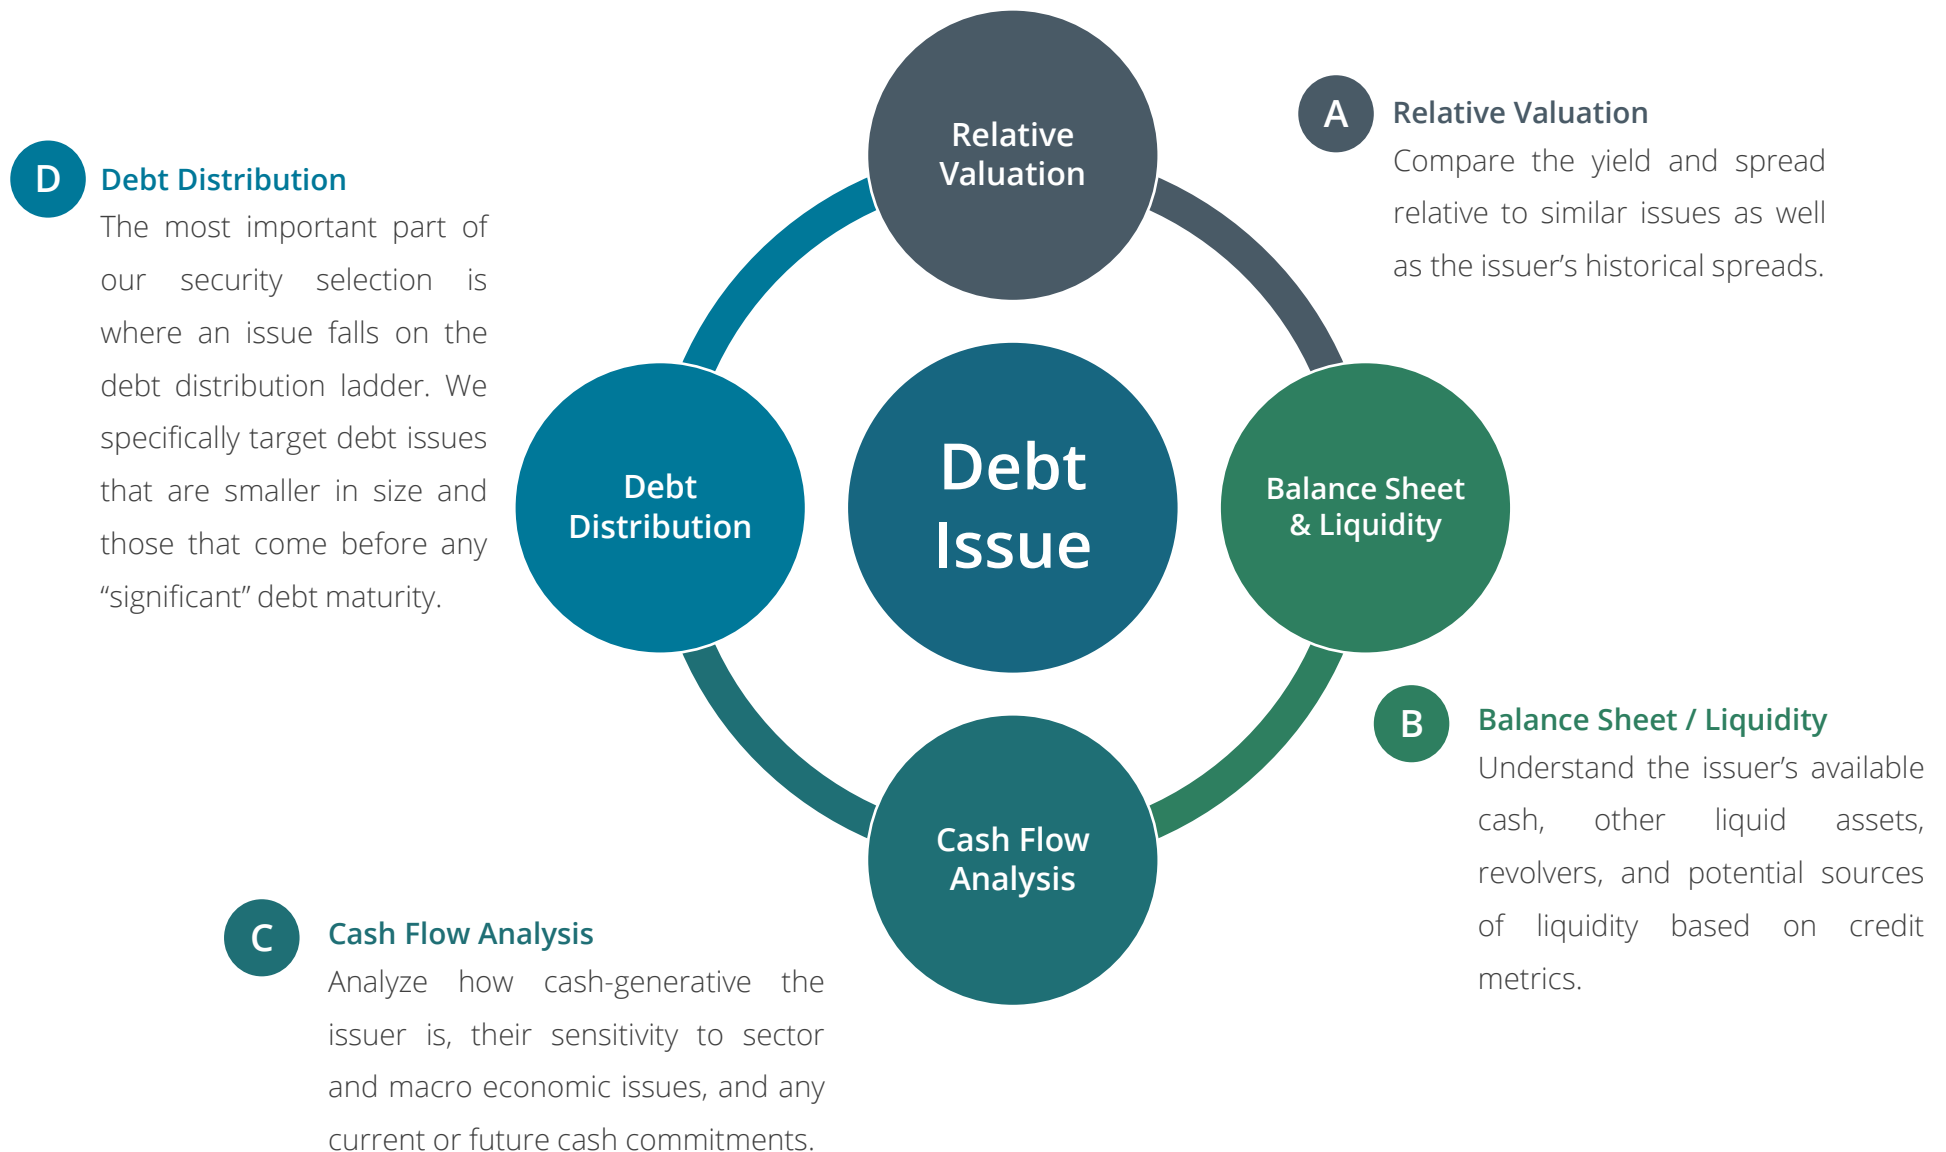 Relative
Valuation
Debt
Issue
Balance Sheet
& Liquidity
Cash Flow
Analysis
Debt
Distribution
A
Relative Valuation
Compare the yield and spread
relative to similar issues as well
as the issuer’s historical spreads.
B
Balance Sheet / Liquidity
Understand the issuer’s available
cash, other liquid assets,
revolvers, and potential sources
of liquidity based on credit
metrics.
C
Cash Flow Analysis
Analyze how cash-generative the
issuer is, their sensitivity to sector
and macro economic issues, and any
current or future cash commitments.
D
Debt Distribution
The most important part of
our security selection is
where an issue falls on the
debt distribution ladder. We
specifically target debt issues
that are smaller in size and
those that come before any
“significant” debt maturity.